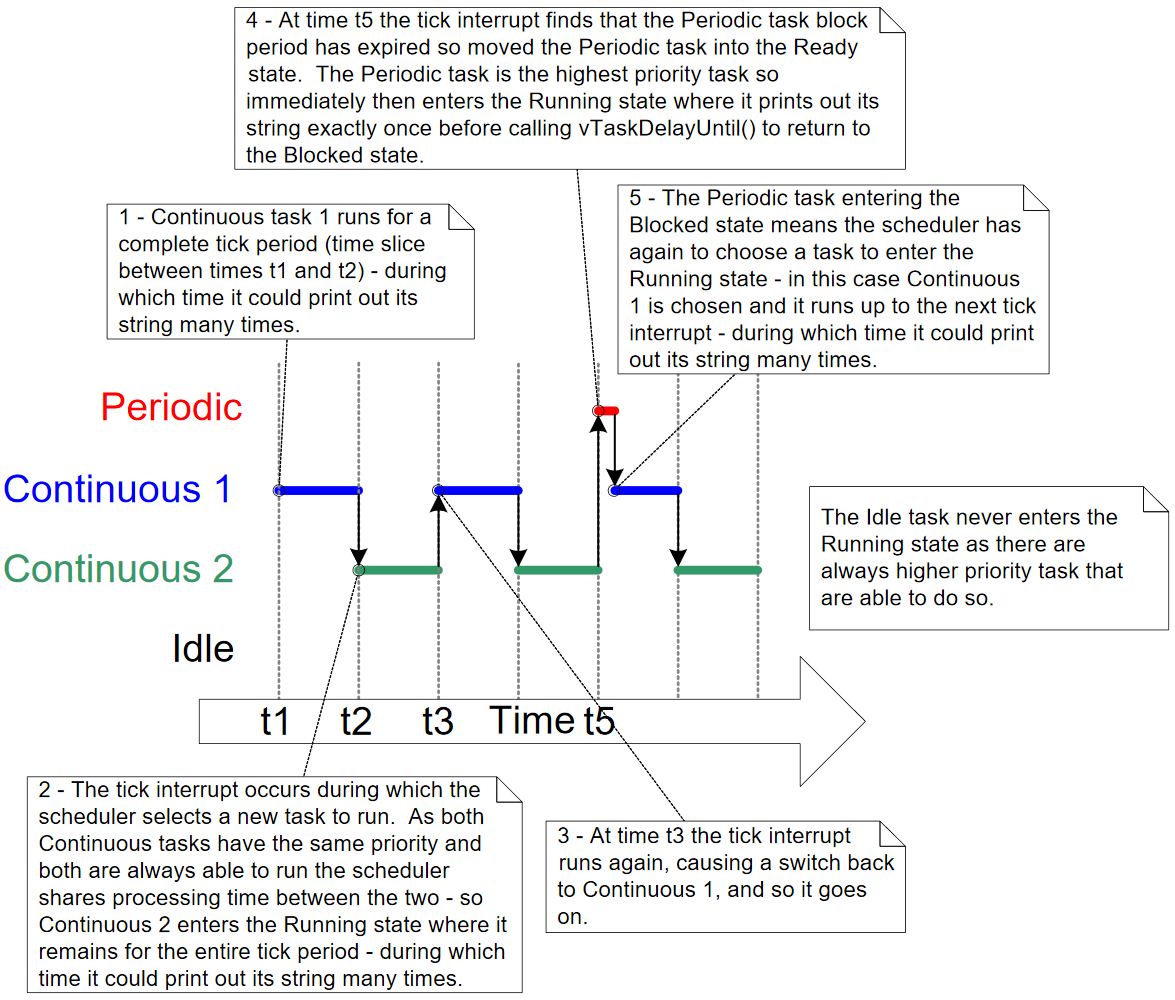 4 - At time t5 the tick interrupt finds that the Periodic task block
period has expired so moved the Periodic task into the Ready
state.  The Periodic task is the highest priority task so
immediately then enters the Running state where it prints out its
string exactly once before calling vTaskDelayUntil() to return to
the Blocked state.
1 - Continuous task 1 runs for a
complete tick period (time slice
between times t1 and t2) - during
which time it could print out its
string many times.
5 - The Periodic task entering the
Blocked state means the scheduler has
again to choose a task to enter the
Running state - in this case Continuous
1 is chosen and it runs up to the next tick
interrupt - during which time it could print
out its string many times.
Periodic
Continuous 1
Continuous 2
Idle
The Idle task never enters the
Running state as there are
always higher priority task that
are able to do so.
t1 t2 t3 Time t5
2 - The tick interrupt occurs during which the
scheduler selects a new task to run.  As both
Continuous tasks have the same priority and
both are always able to run the scheduler
shares processing time between the two - so
Continuous 2 enters the Running state where it
remains for the entire tick period - during which
time it could print out its string many times.
3 - At time t3 the tick interrupt
runs again, causing a switch back
to Continuous 1, and so it goes
on.